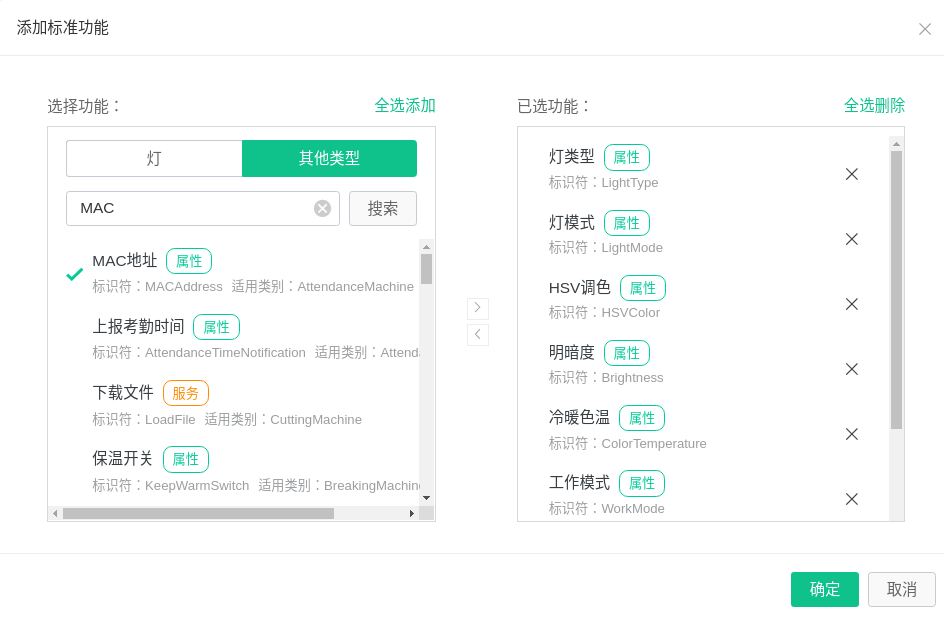 添加标准功能
选择功能：
全选添加
灯
其他类型
MAC
搜索
MAC地址 属性
标识符：MACAddress 适用类别：AttendanceMachine
上报考勤时间 属性
标识符：AttendanceTimeNotification 适用类别：Attend
下载文件 服务
标识符：LoadFile 适用类别：CuttingMachine
保温开关 属性
标识符：KeepWarmSwitch 适用类别：BreakingMachin
已选功能：
全选删除
灯类型 属性
标识符：LightType
灯模式 属性
标识符：LightMode
HSV调色 属性
标识符：HSVColor
明暗度 属性
标识符：Brightness
冷暖色温 属性
标识符：ColorTemperature
工作模式 属性
标识符：WorkMode
确定
取消